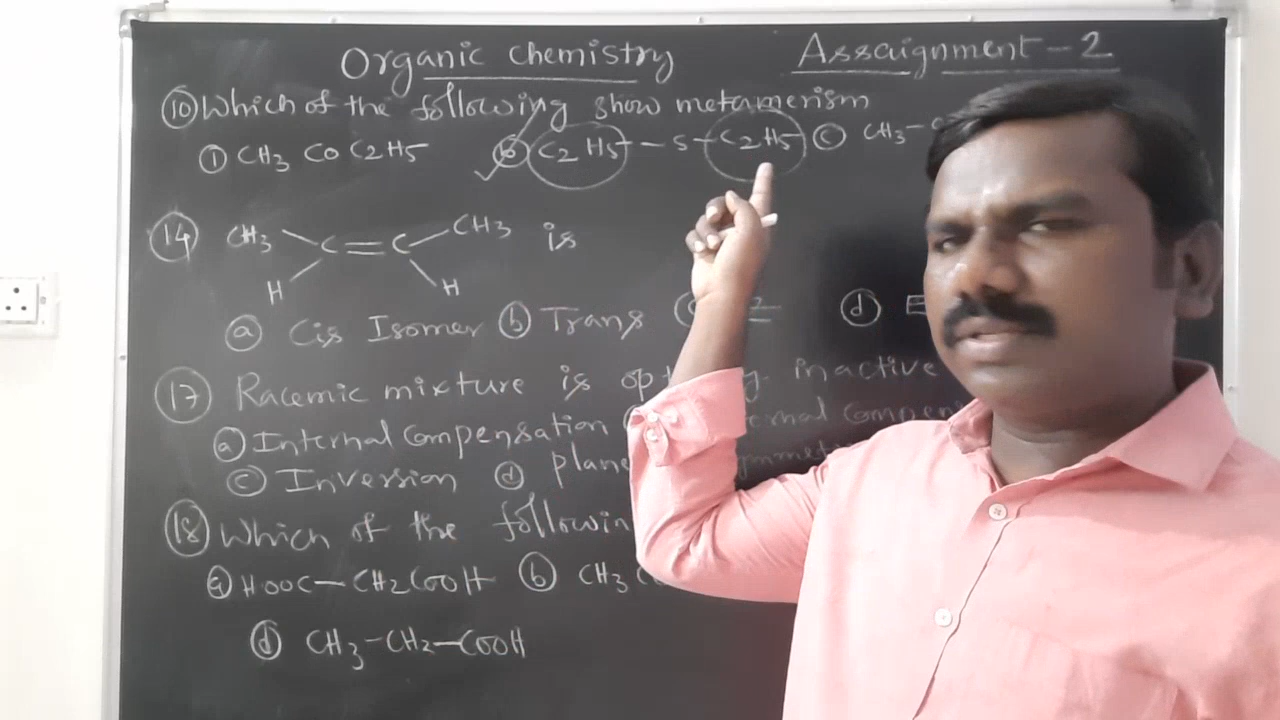 Organic Chemistry Assaignment - 2
10 Which of the following show metamerism
1 CH3 CO C2H5 b C2H5 - S - C2H5 c CH3 -
14 CH3 C = C CH3 is
H H
a Cis Isomer b Trans d E
17 Racemic mixture is inactive
a Internal Compensation
c Inversion d plane
18 Which of the
a HOOC - CH2COOH b CH3
d CH3 - CH2 - COOH